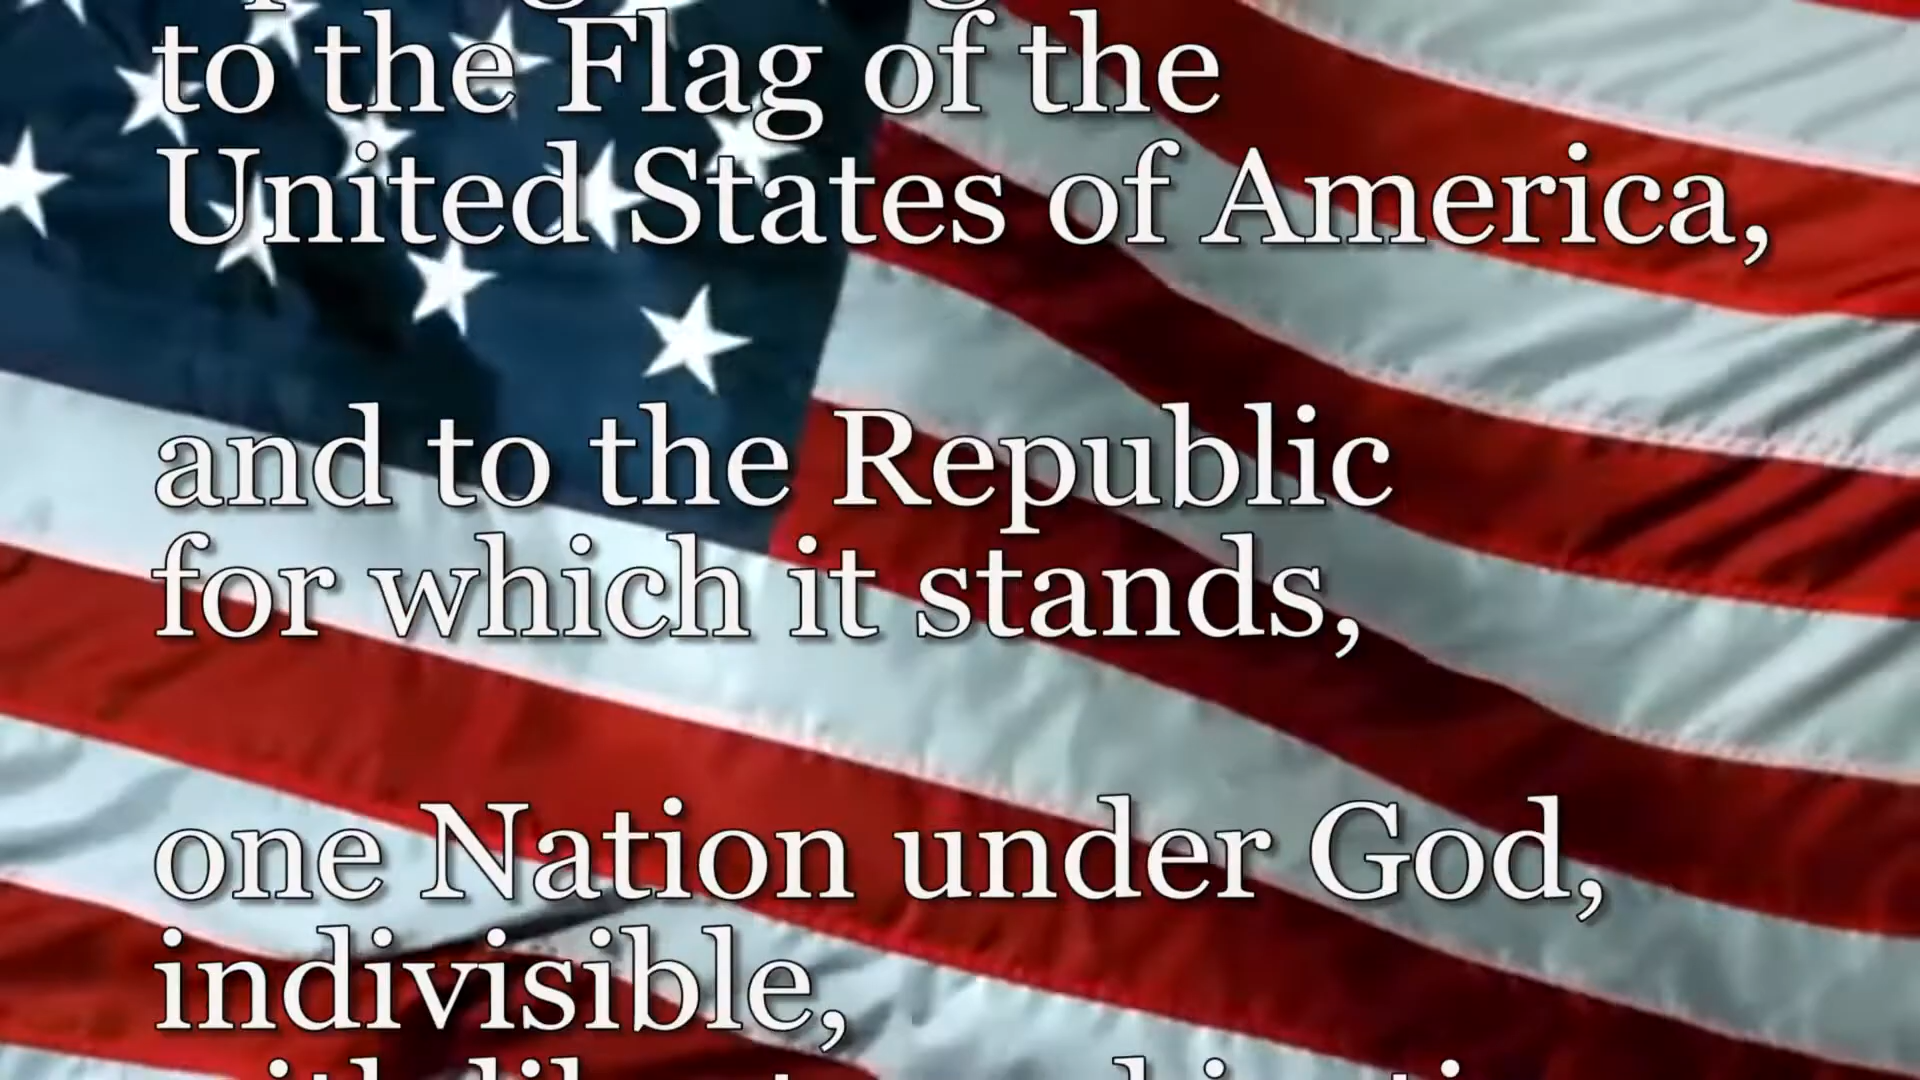 to the Flag of the
United States of America,
and to the Republic
for which it stands,
one Nation under God,
indivisible,